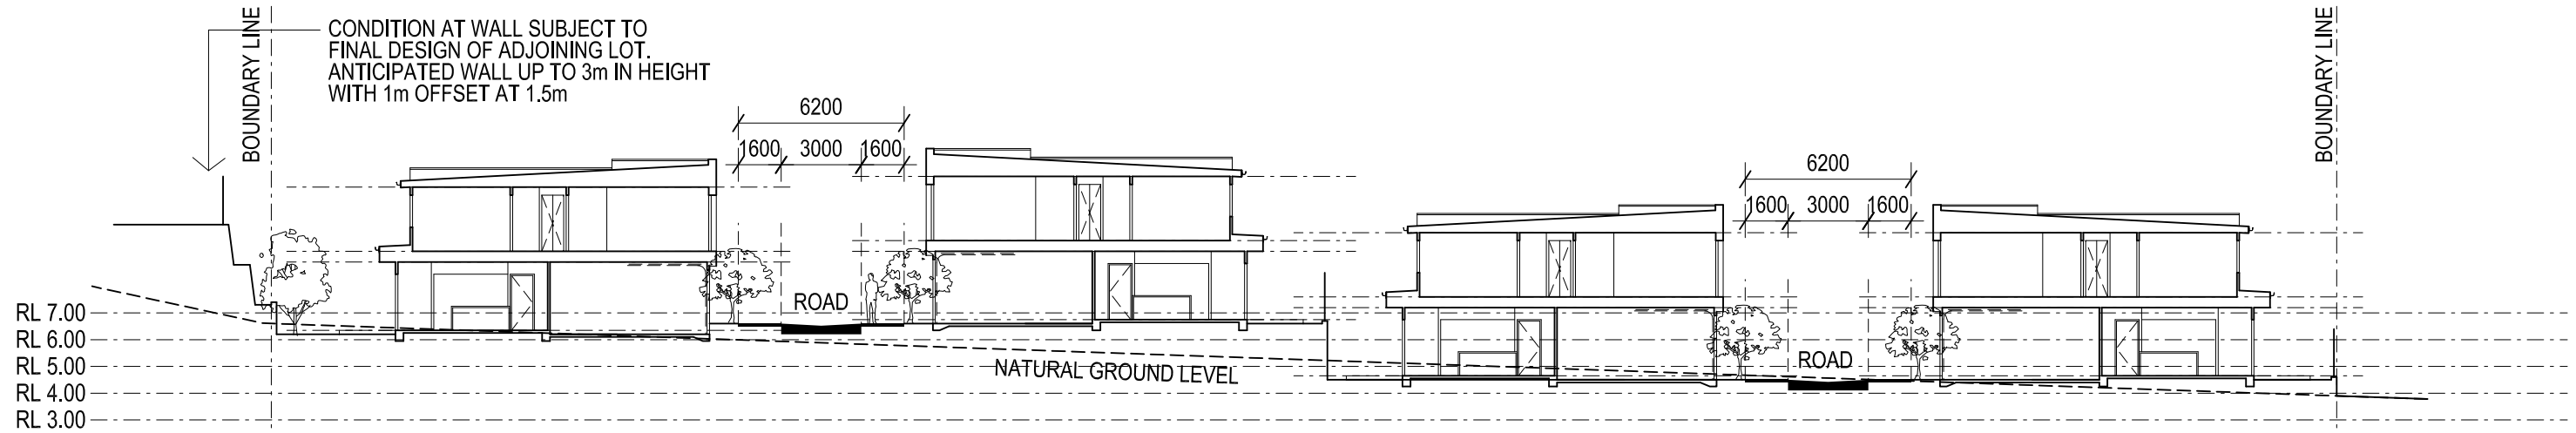 BOUNDARY LINE
CONDITION AT WALL SUBJECT TO
FINAL DESIGN OF ADJOINING LOT.
ANTICIPATED WALL UP TO 3m IN HEIGHT
WITH 1m OFFSET AT 1.5m
BOUNDARY LINE
6200
1600 3000 1600
6200
1600 3000 1600
ROAD
ROAD
NATURAL GROUND LEVEL
RL 7.00
RL 6.00
RL 5.00
RL 4.00
RL 3.00